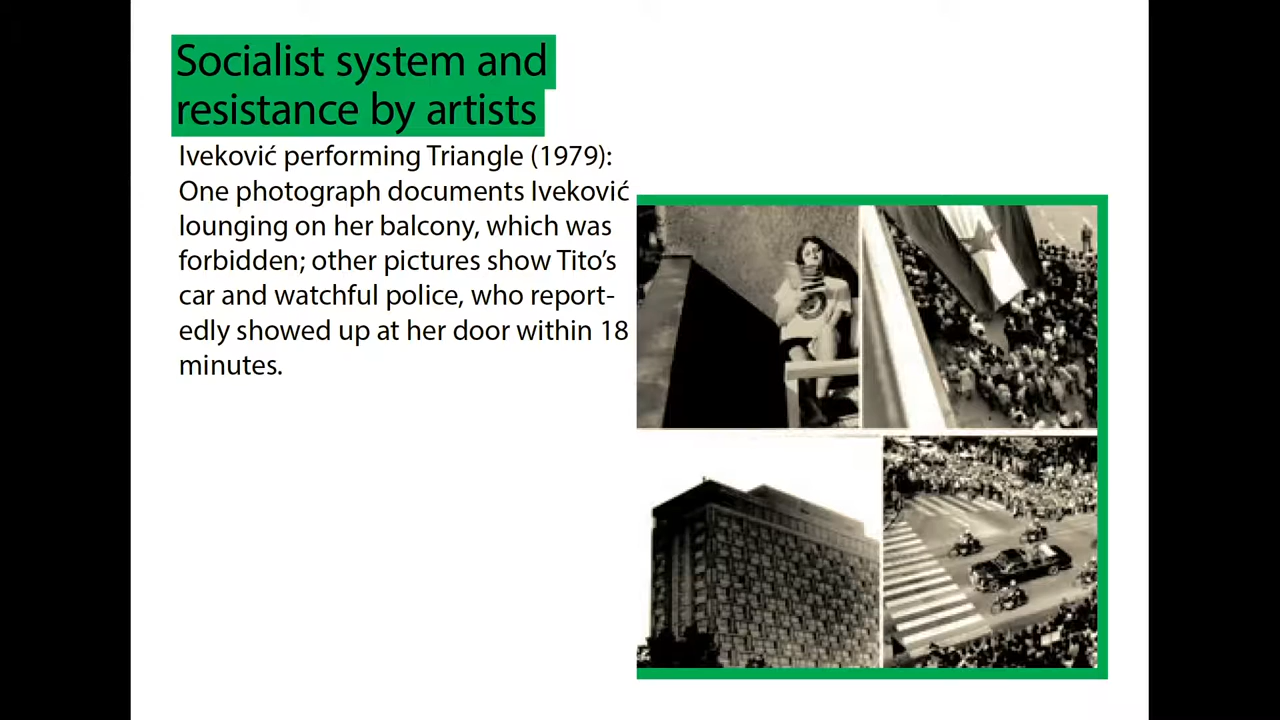 Socialist system and
resistance by artists
Iveković performing Triangle (1979):
One photograph documents Iveković
lounging on her balcony, which was
forbidden; other pictures show Tito’s
car and watchful police, who report-
edly showed up at her door within 18
minutes.